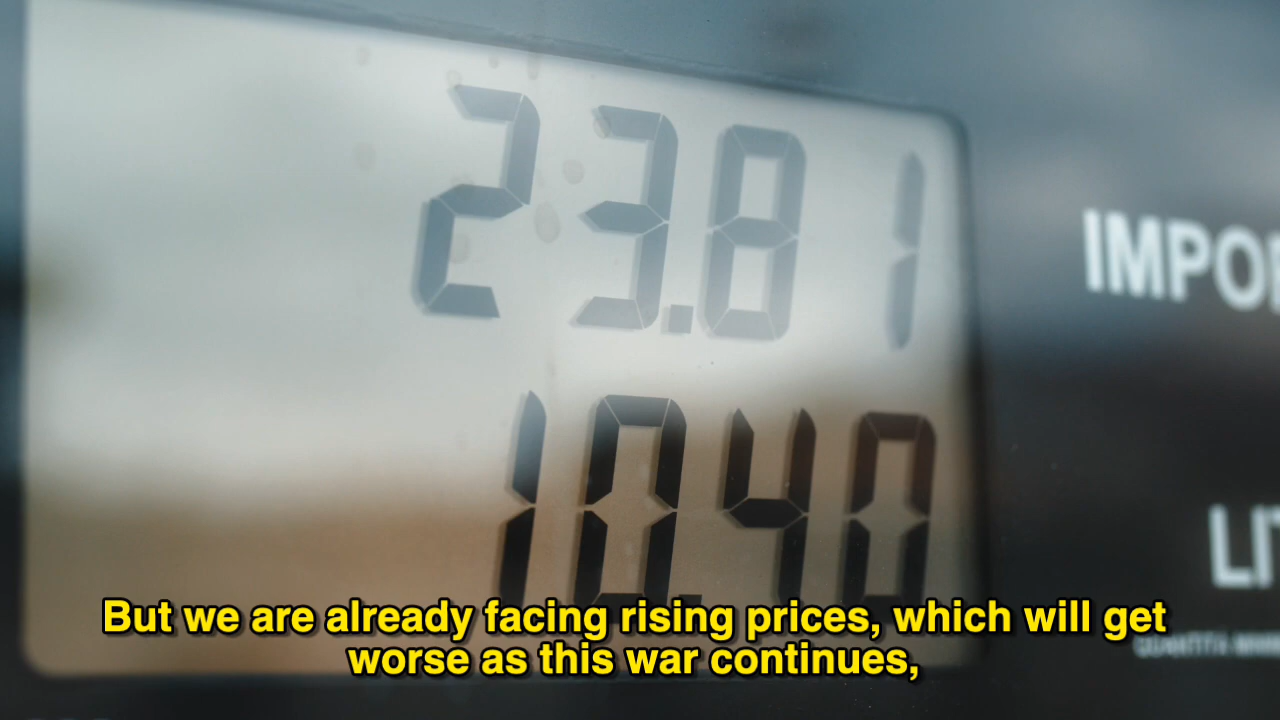 23.81
IMPO
10.40
LI
QUANTITÀ
But we are already facing rising prices, which will get
worse as this war continues,